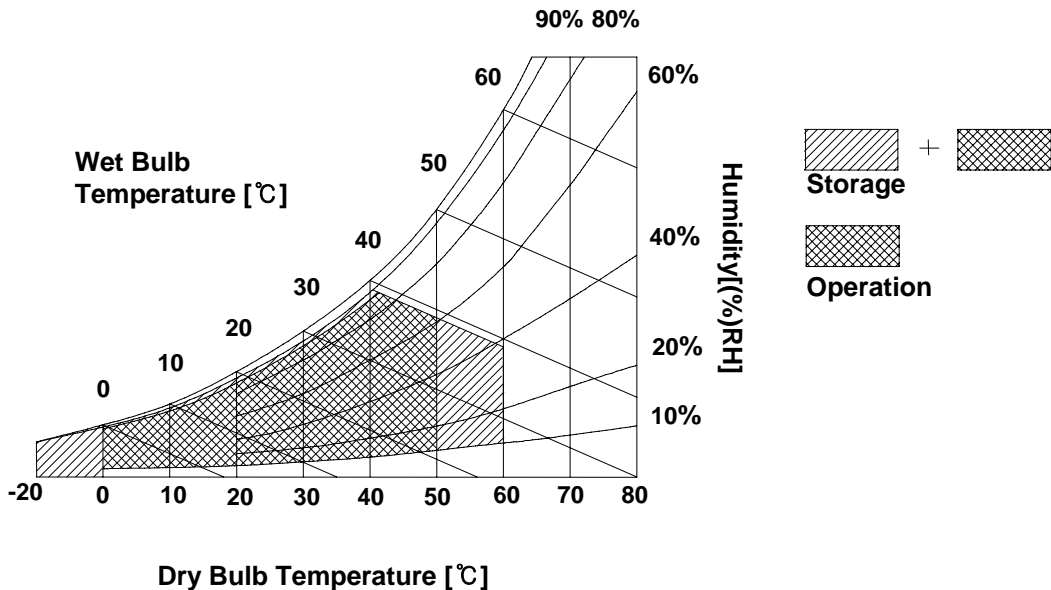 90% 80%
60
60%
Wet Bulb
Temperature [℃]
50
Storage
+
40
40%
Humidity[(%)RH]
30
Operation
20
20%
10
0
10%
-20 0 10 20 30 40 50 60 70 80
Dry Bulb Temperature [℃]